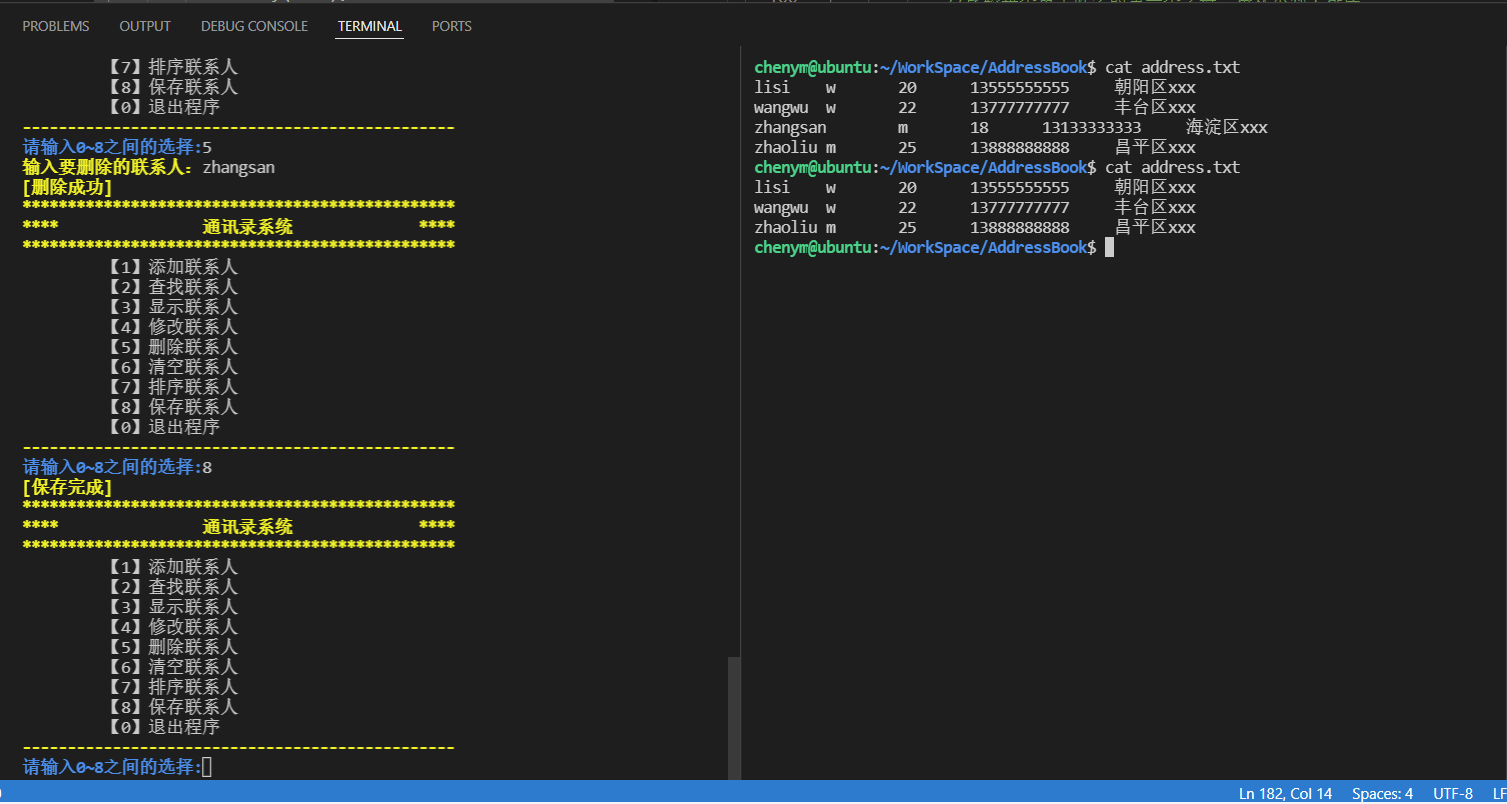 PROBLEMS OUTPUT DEBUG CONSOLE TERMINAL PORTS
【7】排序联系人
【8】保存联系人
【0】退出程序
------------------------------------------------
请输入0~8之间的选择:5
输入要删除的联系人：zhangsan
[删除成功]
************************************************
**** 通讯录系统 ****
************************************************
【1】添加联系人
【2】查找联系人
【3】显示联系人
【4】修改联系人
【5】删除联系人
【6】清空联系人
【7】排序联系人
【8】保存联系人
【0】退出程序
------------------------------------------------
请输入0~8之间的选择:8
[保存完成]
************************************************
**** 通讯录系统 ****
************************************************
【1】添加联系人
【2】查找联系人
【3】显示联系人
【4】修改联系人
【5】删除联系人
【6】清空联系人
【7】排序联系人
【8】保存联系人
【0】退出程序
------------------------------------------------
请输入0~8之间的选择:
chenym@ubuntu:~/WorkSpace/AddressBook$ cat address.txt
lisi w 20 13555555555 朝阳区xxx
wangwu w 22 13777777777 丰台区xxx
zhangsan m 18 13133333333 海淀区xxx
zhaoliu m 25 13888888888 昌平区xxx
chenym@ubuntu:~/WorkSpace/AddressBook$ cat address.txt
lisi w 20 13555555555 朝阳区xxx
wangwu w 22 13777777777 丰台区xxx
zhaoliu m 25 13888888888 昌平区xxx
chenym@ubuntu:~/WorkSpace/AddressBook$
Ln 182, Col 14 Spaces: 4 UTF-8 LF